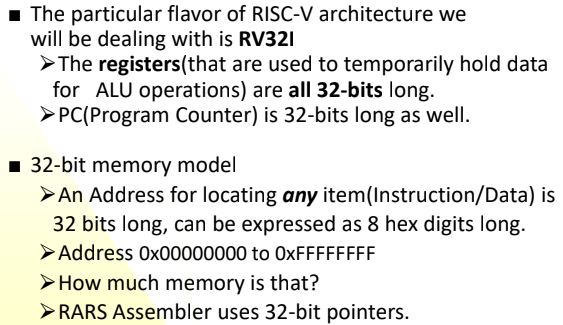 ■ The particular flavor of RISC-V architecture we
will be dealing with is RV32I
➢The registers(that are used to temporarily hold data
for ALU operations) are all 32-bits long.
➢PC(Program Counter) is 32-bits long as well.
■ 32-bit memory model
➢An Address for locating any item(Instruction/Data) is
32 bits long, can be expressed as 8 hex digits long.
➢Address 0x00000000 to 0xFFFFFFFF
➢How much memory is that?
➢RARS Assembler uses 32-bit pointers.